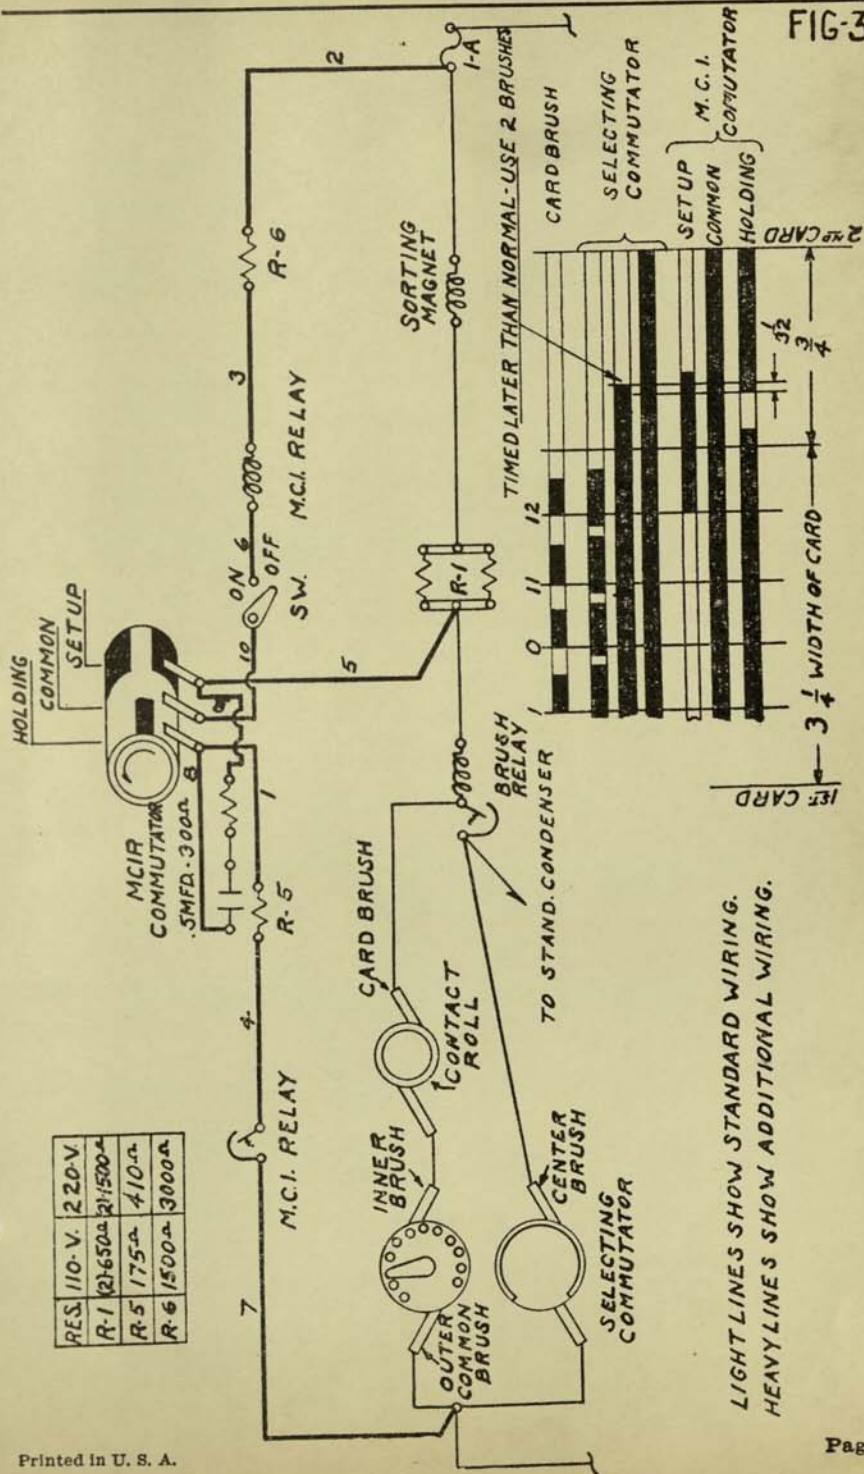 FIG-3
HOLDING
COMMON
SETUP
MCIR
COMMUTATOR
.5MFD.-300Ω
8
9
10
1
R-5
4
M.C.I. RELAY
7
ON
OFF
SW.
6
M.C.I. RELAY
3
R-6
2
1-A
5
SORTING
MAGNET
R-1
BRUSH
RELAY
TO STAND. CONDENSER
CARD BRUSH
CONTACT
ROLL
INNER
BRUSH
OUTER
COMMON
BRUSH
CENTER
BRUSH
SELECTING
COMMUTATOR
RES. 110-V. 220-V.
R-1 (2)-650Ω (2)-1500Ω
R-5 175Ω 410Ω
R-6 1500Ω 3000Ω
TIMED LATER THAN NORMAL-USE 2 BRUSHES
CARD BRUSH
SELECTING
COMMUTATOR
SETUP
COMMON
HOLDING
M.C.I.
COMMUTATOR
1 0 11 12
1ST. CARD
2ND CARD
3 1/4 WIDTH OF CARD
1/32
3/4
LIGHT LINES SHOW STANDARD WIRING.
HEAVY LINES SHOW ADDITIONAL WIRING.
Printed in U. S. A.
Pag